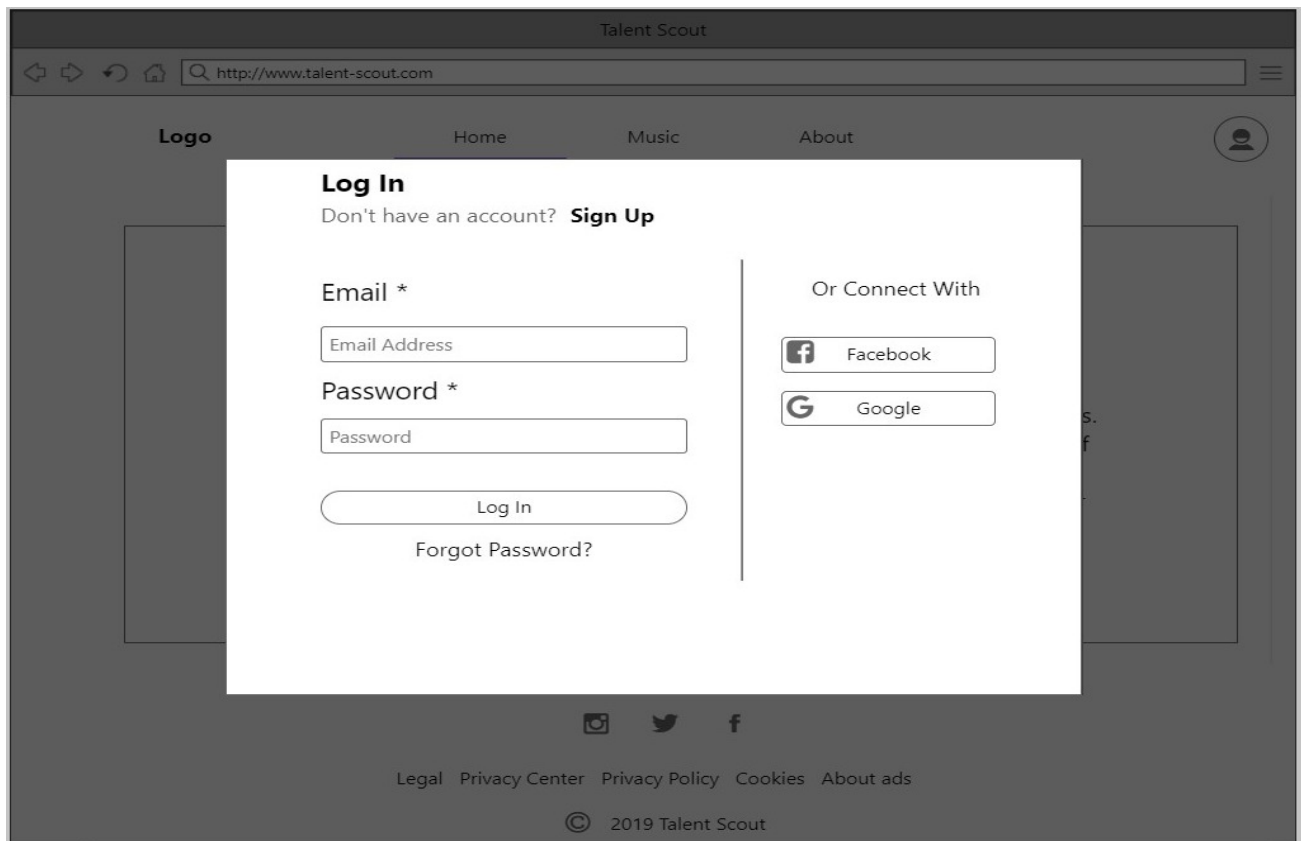 Talent Scout
http://www.talent-scout.com
Logo Home Music About
Log In
Don't have an account? Sign Up
Email *
Email Address
Password *
Password
Log In
Forgot Password?
Or Connect With
Facebook
Google
s.
f
Legal Privacy Center Privacy Policy Cookies About ads
© 2019 Talent Scout